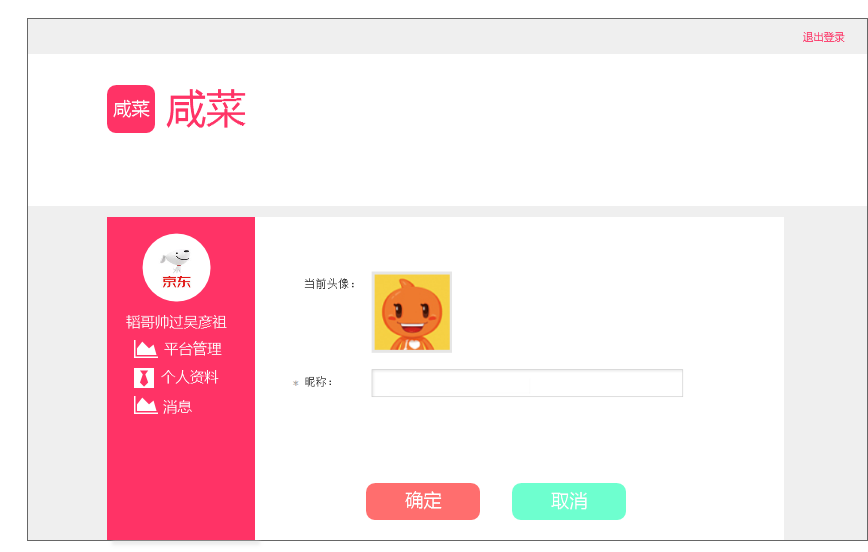 退出登录
咸菜 咸菜
京东
韬哥帅过吴彦祖
平台管理
个人资料
消息
当前头像：
* 昵称：
确定 取消